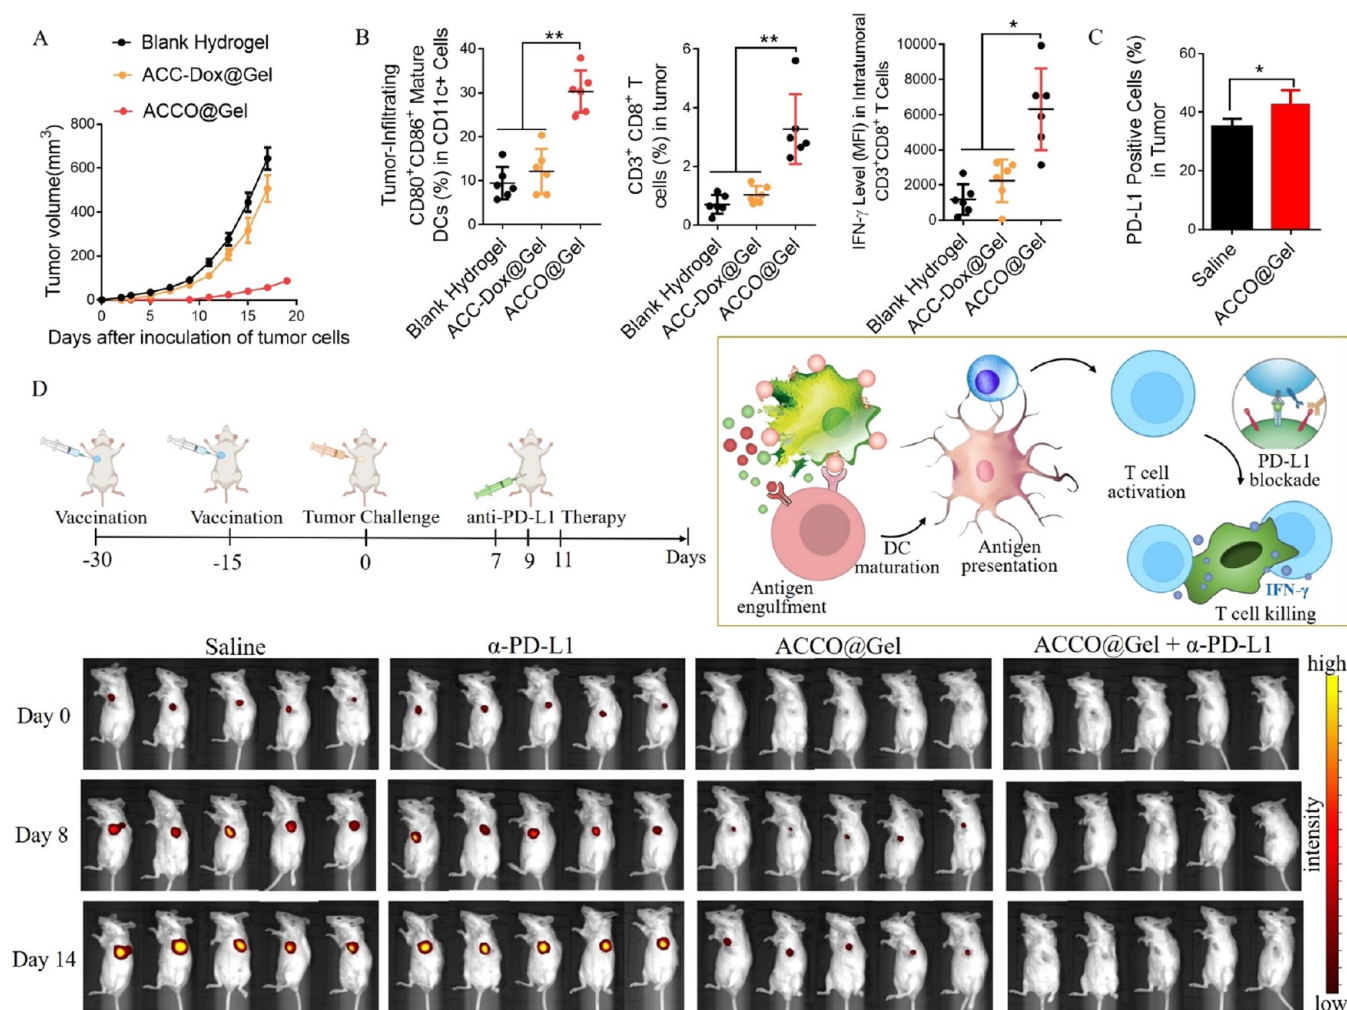 A
Blank Hydrogel
ACC-Dox@Gel
ACCO@Gel
Tumor volume(mm³)
800
600
400
200
0
0
5
10
15
20
Days after inoculation of tumor cells
B
Tumor-Infiltrating
CD80⁺CD86⁺ Mature
DCs (%) in CD11c+ Cells
40
30
20
10
0
**
Blank Hydrogel
ACC-Dox@Gel
ACCO@Gel
CD3⁺ CD8⁺ T
cells (%) in tumor
6
4
2
0
**
Blank Hydrogel
ACC-Dox@Gel
ACCO@Gel
IFN-γ Level (MFI) in Intratumoral
CD3⁺CD8⁺ T Cells
10000
8000
6000
4000
2000
0
*
Blank Hydrogel
ACC-Dox@Gel
ACCO@Gel
C
PD-L1 Positive Cells (%)
in Tumor
60
40
20
0
*
Saline
ACCO@Gel
D
Vaccination
Vaccination
Tumor Challenge
anti-PD-L1 Therapy
-30
-15
0
7
9
11
Days
Antigen
engulfment
DC
maturation
Antigen
presentation
T cell
activation
PD-L1
blockade
IFN-γ
T cell killing
Saline
α-PD-L1
ACCO@Gel
ACCO@Gel + α-PD-L1
Day 0
Day 8
Day 14
high
intensity
low